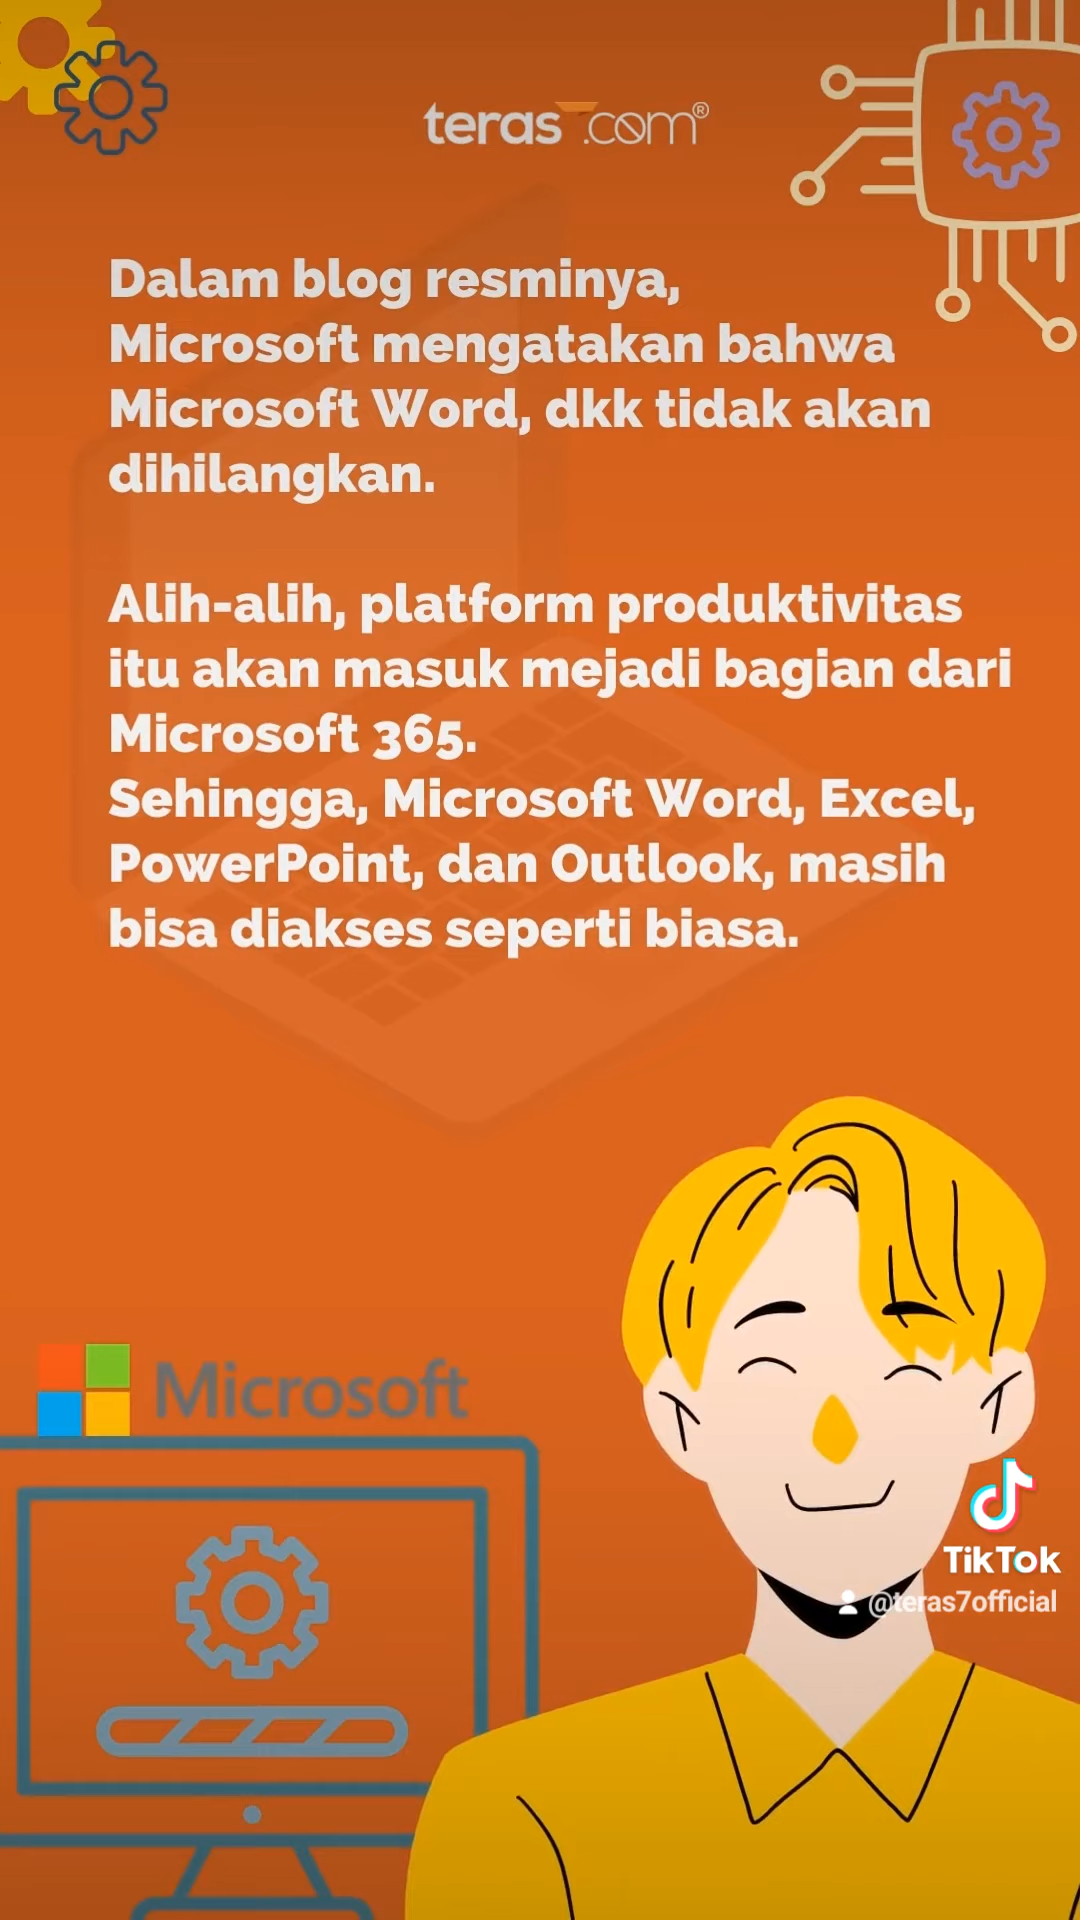 teras7.com®
Dalam blog resminya,
Microsoft mengatakan bahwa
Microsoft Word, dkk tidak akan
dihilangkan.
Alih-alih, platform produktivitas
itu akan masuk mejadi bagian dari
Microsoft 365.
Sehingga, Microsoft Word, Excel,
PowerPoint, dan Outlook, masih
bisa diakses seperti biasa.
Microsoft
TikTok
@teras7official